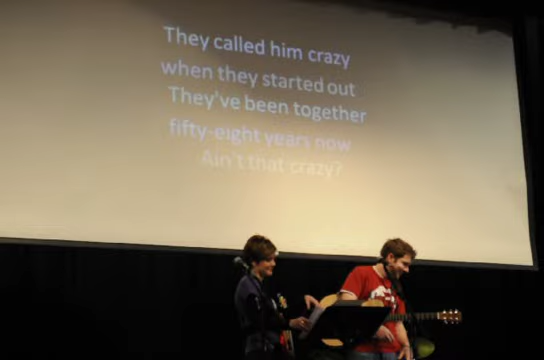 They called him crazy
when they started out
They've been together
fifty-eight years now
Ain't that crazy?